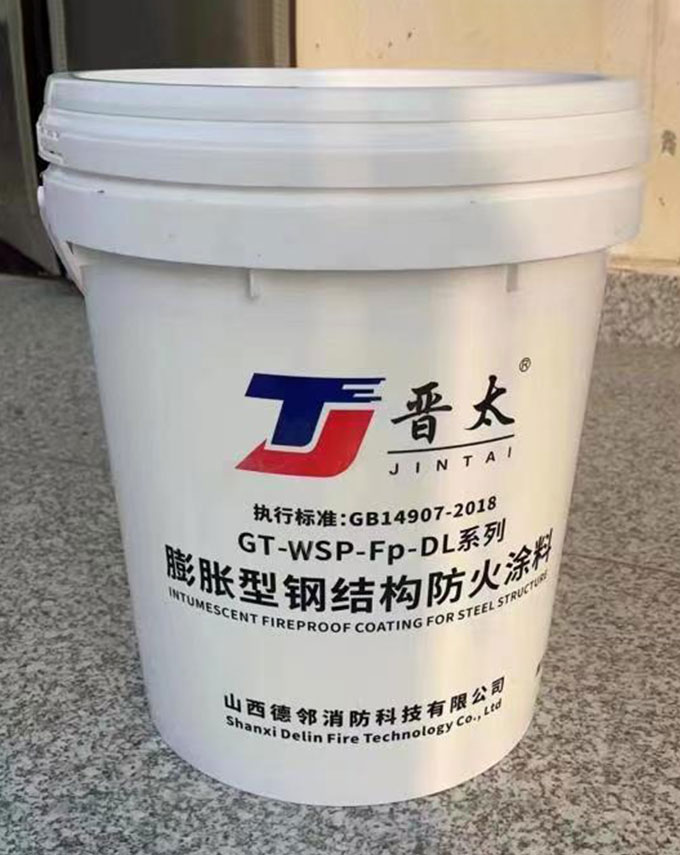 TJ 晋太®
JINTAI
执行标准:GB14907-2018
GT-WSP-Fp-DL系列
膨胀型钢结构防火涂料
INTUMESCENT FIREPROOF COATING FOR STEEL STRUCTURE
山西德邻消防科技有限公司
Shanxi Delin Fire Technology Co., Ltd